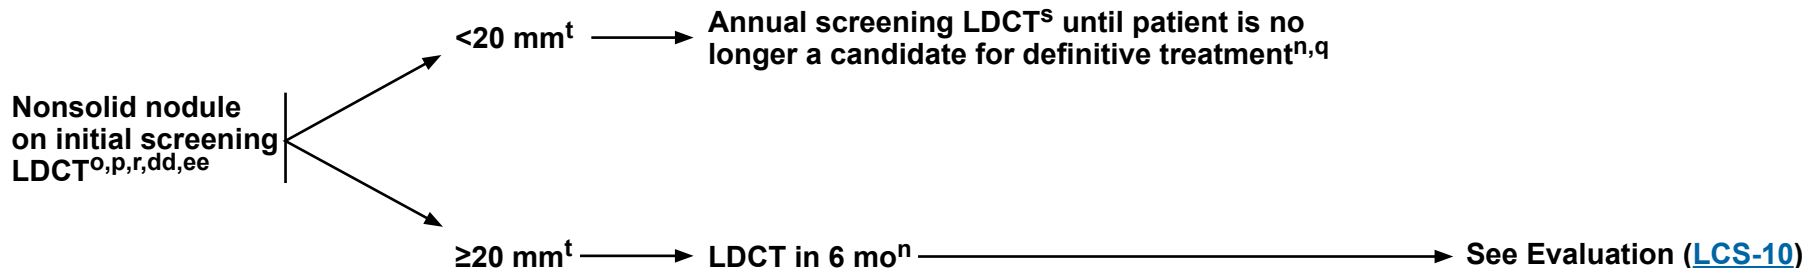 <20 mmt
Annual screening LDCTs until patient is no
longer a candidate for definitive treatmentn,q
Nonsolid nodule
on initial screening
LDCTo,p,r,dd,ee
≥20 mmt
LDCT in 6 mon
See Evaluation (LCS-10)